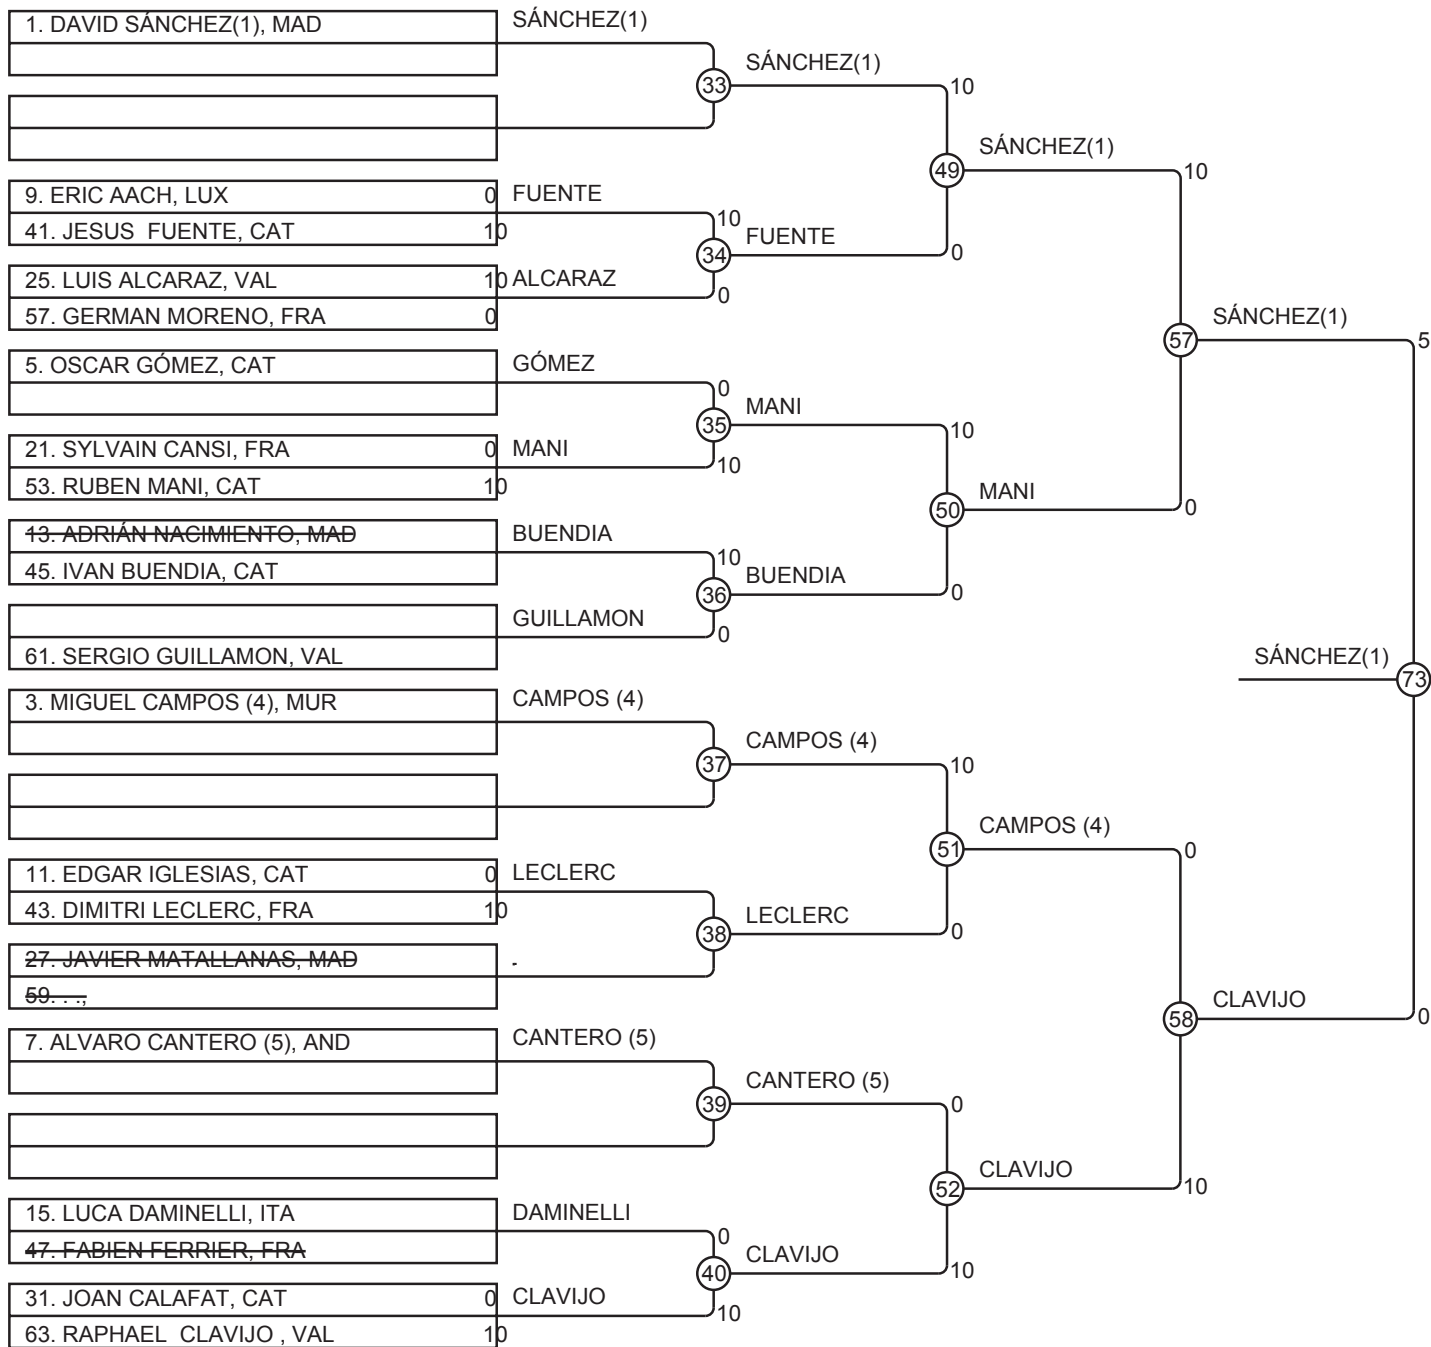 1. DAVID SÁNCHEZ(1), MAD
SÁNCHEZ(1)
33
SÁNCHEZ(1)
10
9. ERIC AACH, LUX 0
41. JESUS  FUENTE, CAT 10
FUENTE
10
25. LUIS ALCARAZ, VAL 10
57. GERMAN MORENO, FRA 0
ALCARAZ
0
34
FUENTE
0
49
SÁNCHEZ(1)
10
5. OSCAR GÓMEZ, CAT
GÓMEZ
0
21. SYLVAIN CANSI, FRA 0
53. RUBEN MANI, CAT 10
MANI
10
35
MANI
10
13. ADRIÁN NACIMIENTO, MAD
45. IVAN BUENDIA, CAT
BUENDIA
10
61. SERGIO GUILLAMON, VAL
GUILLAMON
0
36
BUENDIA
0
50
MANI
0
57
SÁNCHEZ(1)
5
3. MIGUEL CAMPOS (4), MUR
CAMPOS (4)
37
CAMPOS (4)
10
11. EDGAR IGLESIAS, CAT 0
43. DIMITRI LECLERC, FRA 10
LECLERC
27. JAVIER MATALLANAS, MAD
59. . .,
-
38
LECLERC
0
51
CAMPOS (4)
0
7. ALVARO CANTERO (5), AND
CANTERO (5)
39
CANTERO (5)
0
15. LUCA DAMINELLI, ITA
47. FABIEN FERRIER, FRA
DAMINELLI
0
31. JOAN CALAFAT, CAT 0
63. RAPHAEL  CLAVIJO , VAL 10
CLAVIJO
10
40
CLAVIJO
10
52
CLAVIJO
10
58
CLAVIJO
0
SÁNCHEZ(1)
73